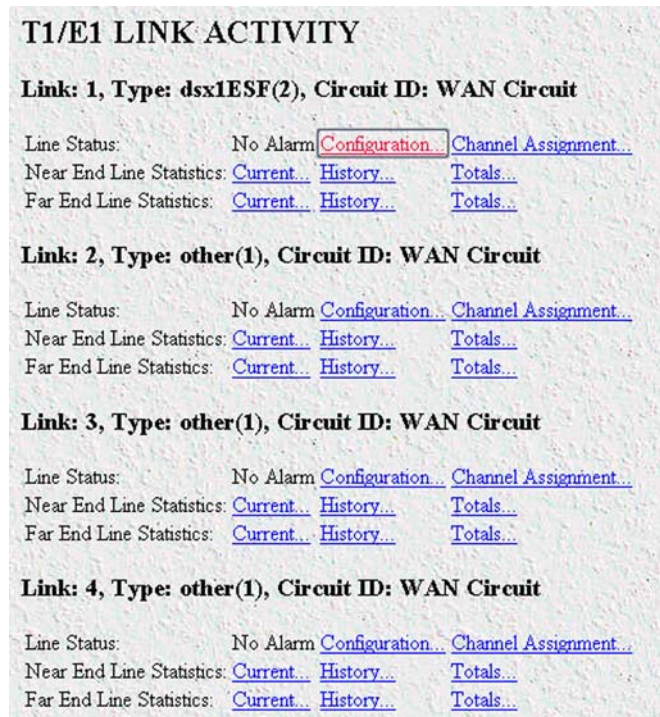 T1/E1 LINK ACTIVITY
Link: 1, Type: dsx1ESF(2), Circuit ID: WAN Circuit
Line Status: No Alarm Configuration... Channel Assignment...
Near End Line Statistics: Current... History... Totals...
Far End Line Statistics: Current... History... Totals...
Link: 2, Type: other(1), Circuit ID: WAN Circuit
Line Status: No Alarm Configuration... Channel Assignment...
Near End Line Statistics: Current... History... Totals...
Far End Line Statistics: Current... History... Totals...
Link: 3, Type: other(1), Circuit ID: WAN Circuit
Line Status: No Alarm Configuration... Channel Assignment...
Near End Line Statistics: Current... History... Totals...
Far End Line Statistics: Current... History... Totals...
Link: 4, Type: other(1), Circuit ID: WAN Circuit
Line Status: No Alarm Configuration... Channel Assignment...
Near End Line Statistics: Current... History... Totals...
Far End Line Statistics: Current... History... Totals...